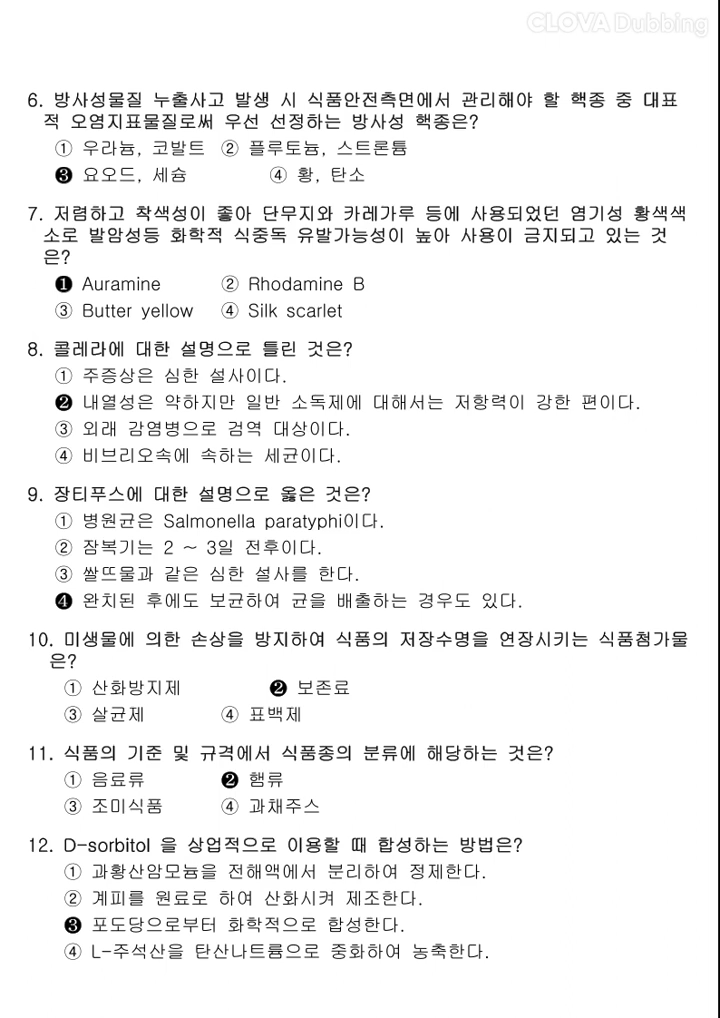 CLOVA Dubbing
6. 방사성물질 누출사고 발생 시 식품안전측면에서 관리해야 할 핵종 중 대표
적 오염지표물질로써 우선 선정하는 방사성 핵종은?
① 우라늄, 코발트 ② 플루토늄, 스트론튬
❸ 요오드, 세슘 ④ 황, 탄소
7. 저렴하고 착색성이 좋아 단무지와 카레가루 등에 사용되었던 염기성 황색색
소로 발암성등 화학적 식중독 유발가능성이 높아 사용이 금지되고 있는 것
은?
❶ Auramine ② Rhodamine B
③ Butter yellow ④ Silk scarlet
8. 콜레라에 대한 설명으로 틀린 것은?
① 주증상은 심한 설사이다.
❷ 내열성은 약하지만 일반 소독제에 대해서는 저항력이 강한 편이다.
③ 외래 감염병으로 검역 대상이다.
④ 비브리오속에 속하는 세균이다.
9. 장티푸스에 대한 설명으로 옳은 것은?
① 병원균은 Salmonella paratyphi이다.
② 잠복기는 2 ~ 3일 전후이다.
③ 쌀뜨물과 같은 심한 설사를 한다.
❹ 완치된 후에도 보균하여 균을 배출하는 경우도 있다.
10. 미생물에 의한 손상을 방지하여 식품의 저장수명을 연장시키는 식품첨가물
은?
① 산화방지제 ❷ 보존료
③ 살균제 ④ 표백제
11. 식품의 기준 및 규격에서 식품종의 분류에 해당하는 것은?
① 음료류 ❷ 햄류
③ 조미식품 ④ 과채주스
12. D-sorbitol 을 상업적으로 이용할 때 합성하는 방법은?
① 과황산암모늄을 전해액에서 분리하여 정제한다.
② 계피를 원료로 하여 산화시켜 제조한다.
❸ 포도당으로부터 화학적으로 합성한다.
④ L-주석산을 탄산나트륨으로 중화하여 농축한다.